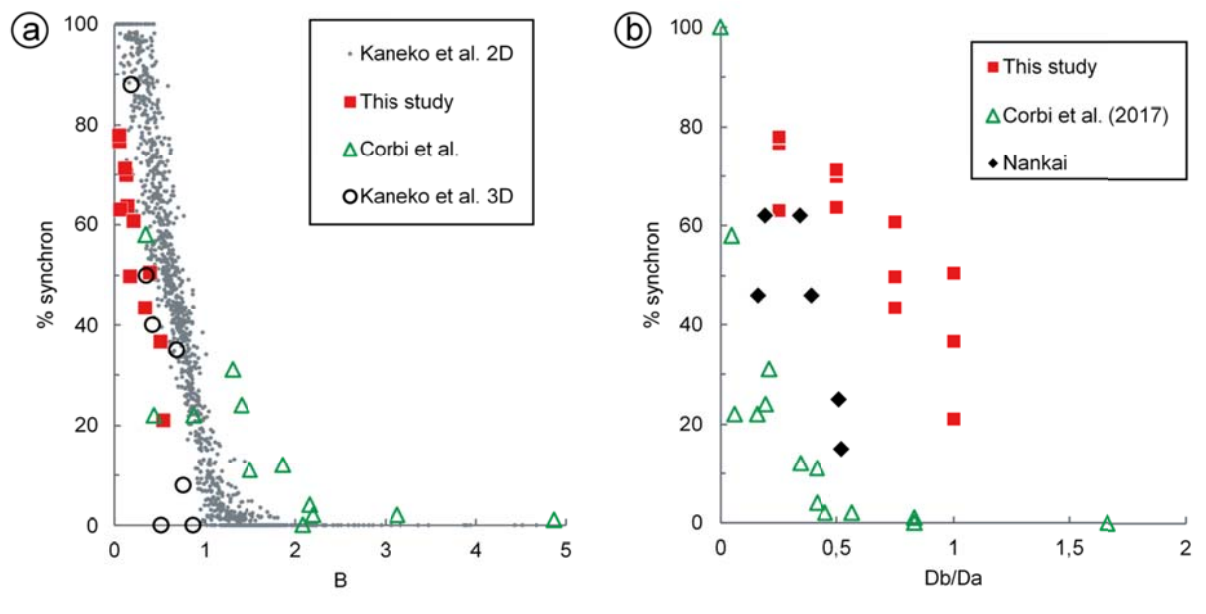 a
100
80
60
40
20
0
% synchron
0 1 2 3 4 5
B
Kaneko et al. 2D
This study
Corbi et al.
Kaneko et al. 3D
b
100
80
60
40
20
0
% synchron
0 0,5 1 1,5 2
Db/Da
This study
Corbi et al. (2017)
Nankai